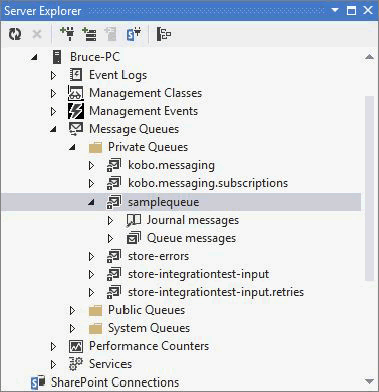 Server Explorer
Bruce-PC
Event Logs
Management Classes
Management Events
Message Queues
Private Queues
kobo.messaging
kobo.messaging.subscriptions
samplequeue
Journal messages
Queue messages
store-errors
store-integrationtest-input
store-integrationtest-input.retries
Public Queues
System Queues
Performance Counters
Services
SharePoint Connections